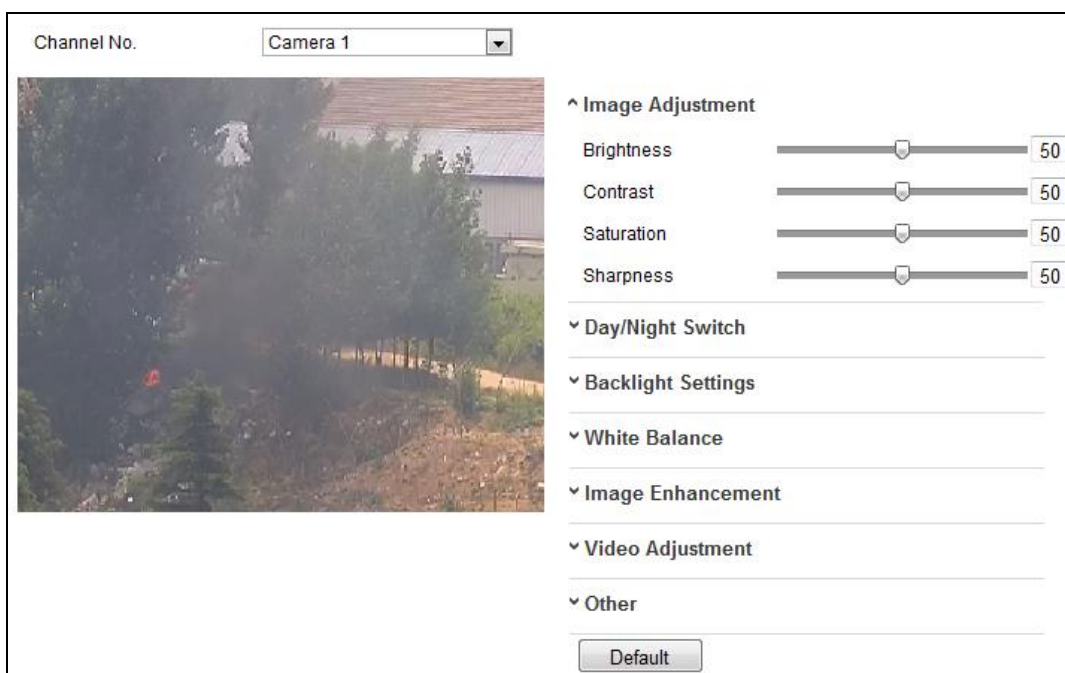 Channel No. Camera 1
Image Adjustment
Brightness 50
Contrast 50
Saturation 50
Sharpness 50
Day/Night Switch
Backlight Settings
White Balance
Image Enhancement
Video Adjustment
Other
Default